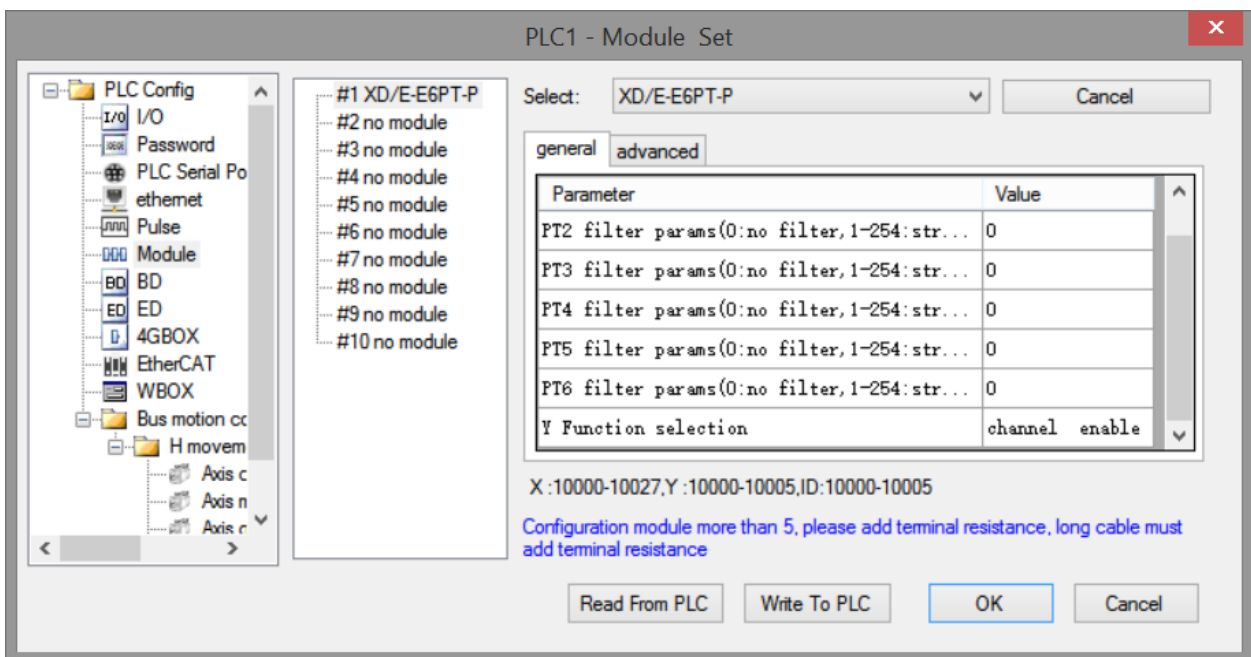 PLC1 - Module Set
PLC Config
I/O I/O
Password
PLC Serial Po
ethernet
Pulse
Module
BD BD
ED ED
4GBOX
EtherCAT
WBOX
Bus motion cc
H movem
Axis c
Axis n
Axis c
#1 XD/E-E6PT-P
#2 no module
#3 no module
#4 no module
#5 no module
#6 no module
#7 no module
#8 no module
#9 no module
#10 no module
Select: XD/E-E6PT-P Cancel
general advanced
Parameter Value
PT2 filter params(0:no filter,1-254:str... 0
PT3 filter params(0:no filter,1-254:str... 0
PT4 filter params(0:no filter,1-254:str... 0
PT5 filter params(0:no filter,1-254:str... 0
PT6 filter params(0:no filter,1-254:str... 0
Y Function selection channel enable
X :10000-10027,Y :10000-10005,ID:10000-10005
Configuration module more than 5, please add terminal resistance, long cable must
add terminal resistance
Read From PLC Write To PLC OK Cancel